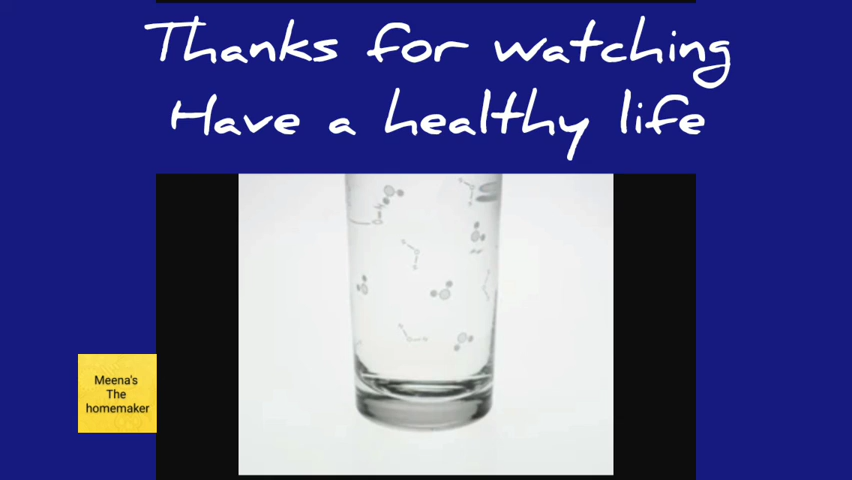 Thanks for watching
Have a healthy life
Meena's
The
homemaker